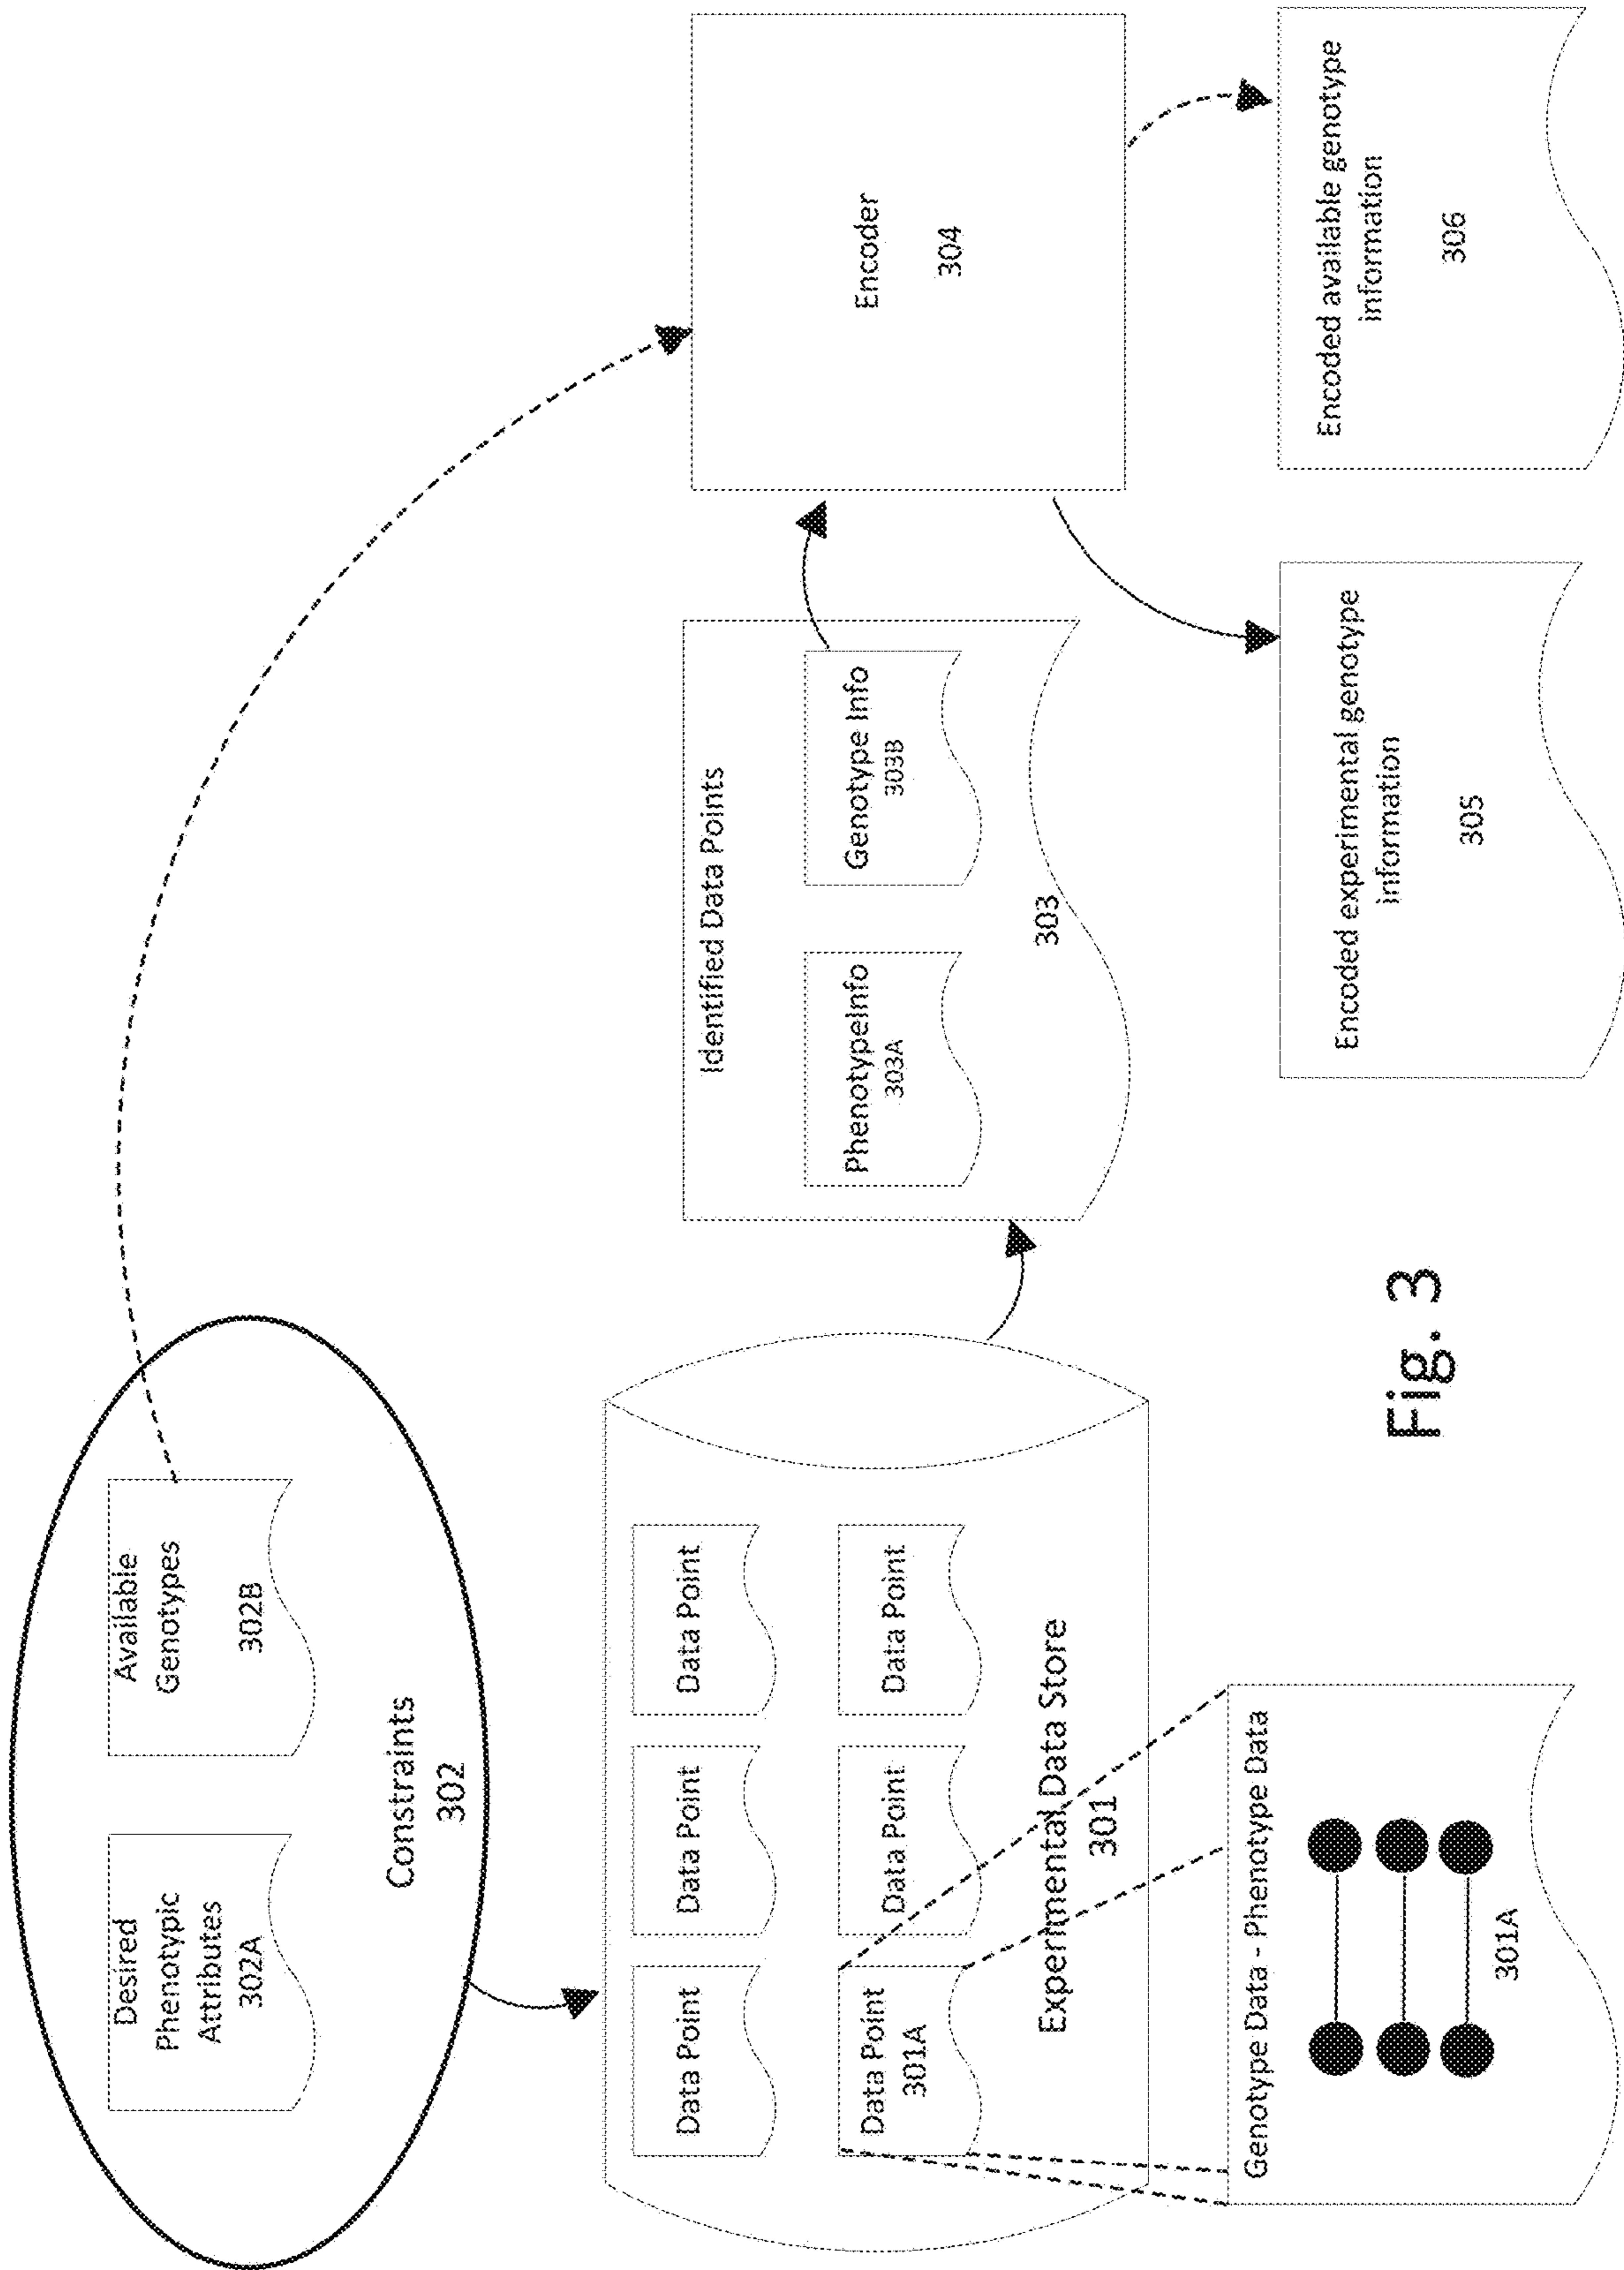 Desired
Phenotypic
Attributes
302A
Available
Genotypes
302B
Constraints
302
Data Point
Data Point
Data Point
Data Point
301A
Data Point
Data Point
Experimental Data Store
301
Genotype Data - Phenotype Data
301A
Identified Data Points
PhenotypeInfo
303A
Genotype Info
303B
303
Encoder
304
Encoded experimental genotype
information
305
Encoded available genotype
information
306
Fig. 3